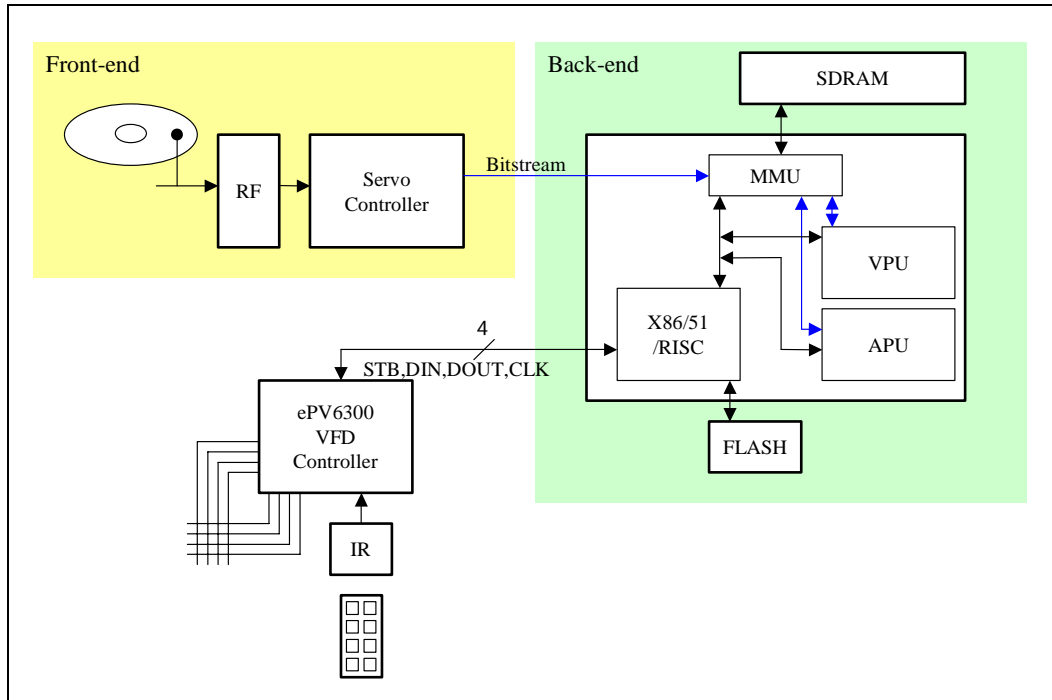 Front-end
Back-end
SDRAM
RF
Servo
Controller
Bitstream
MMU
VPU
X86/51
/RISC
APU
4
STB,DIN,DOUT,CLK
ePV6300
VFD
Controller
FLASH
IR